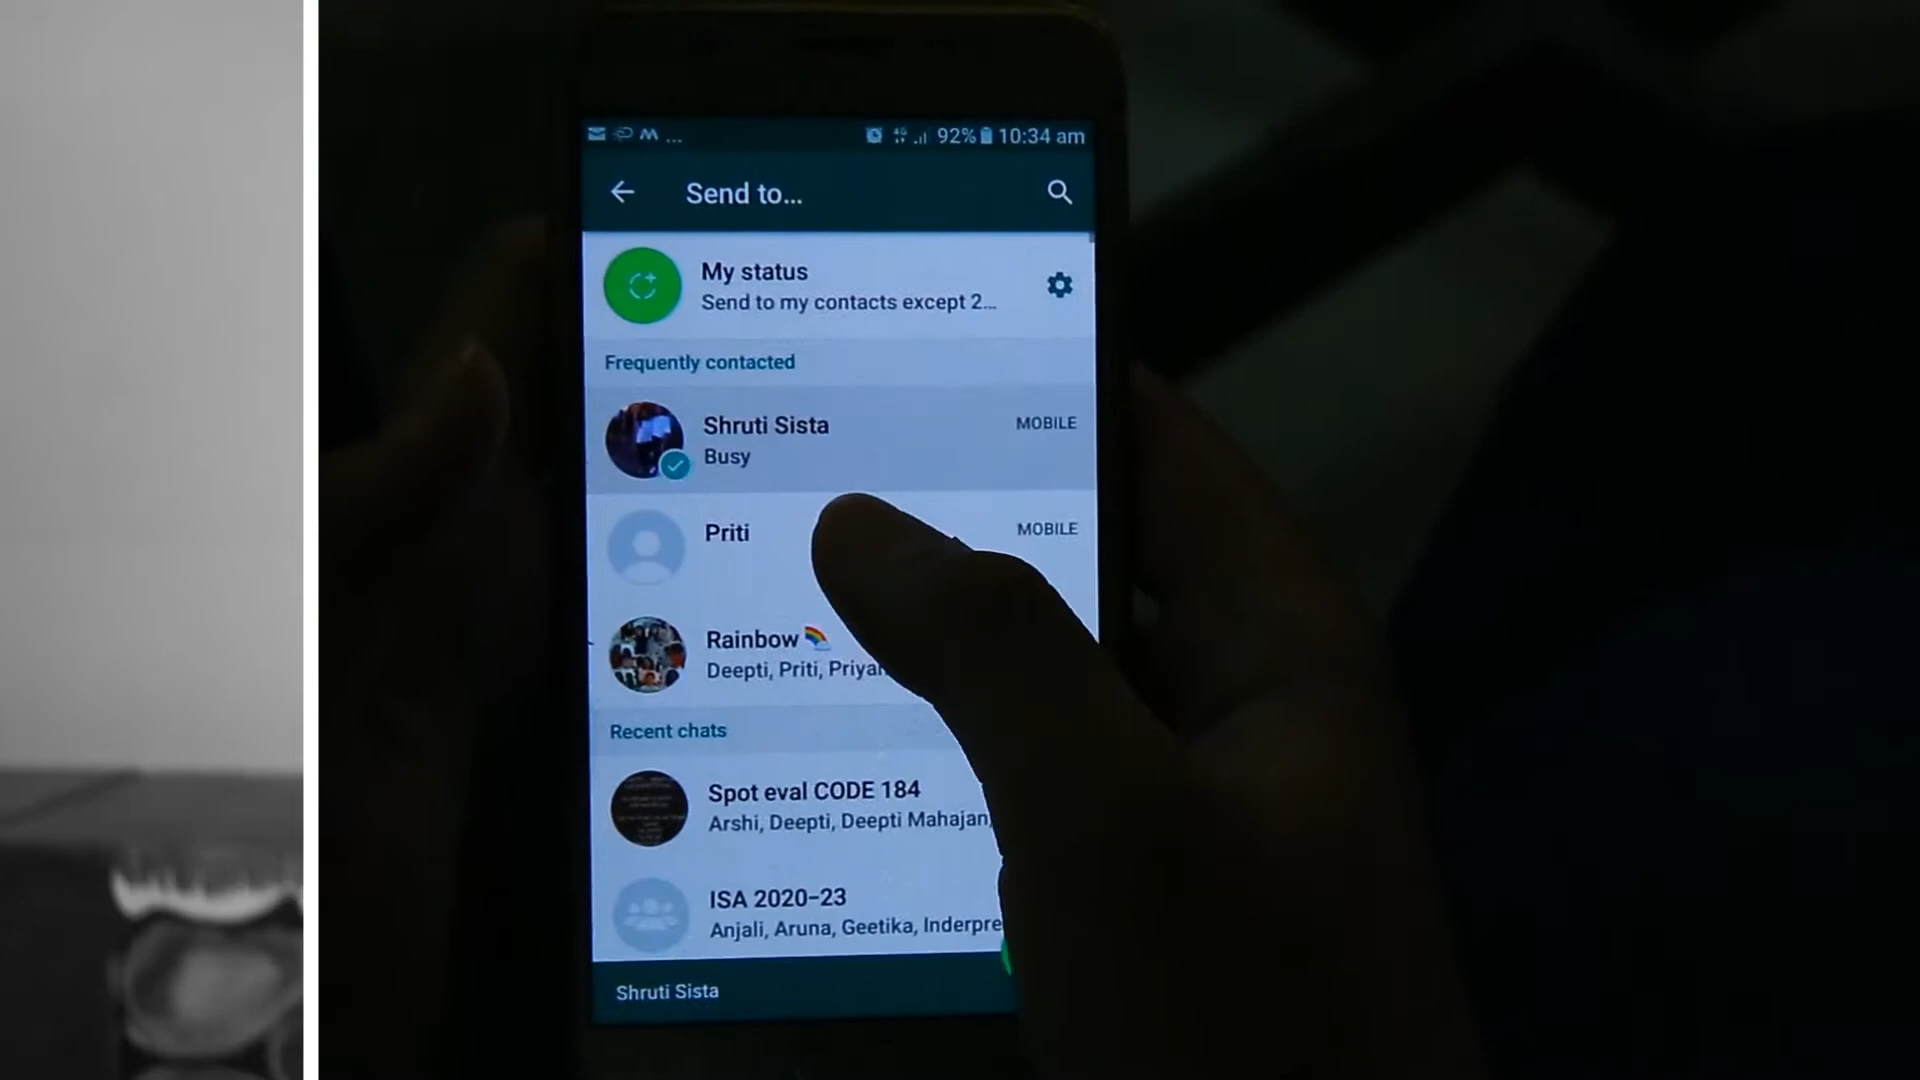 92% 10:34 am
Send to...
My status
Send to my contacts except 2...
Frequently contacted
Shruti Sista MOBILE
Busy
Priti MOBILE
Rainbow
Deepti, Priti,
Recent chats
Spot eval CODE 184
Arshi, Deepti, Deepti Mahajan,
ISA 2020-23
Anjali, Aruna, Geetika, Inderpre
Shruti Sista